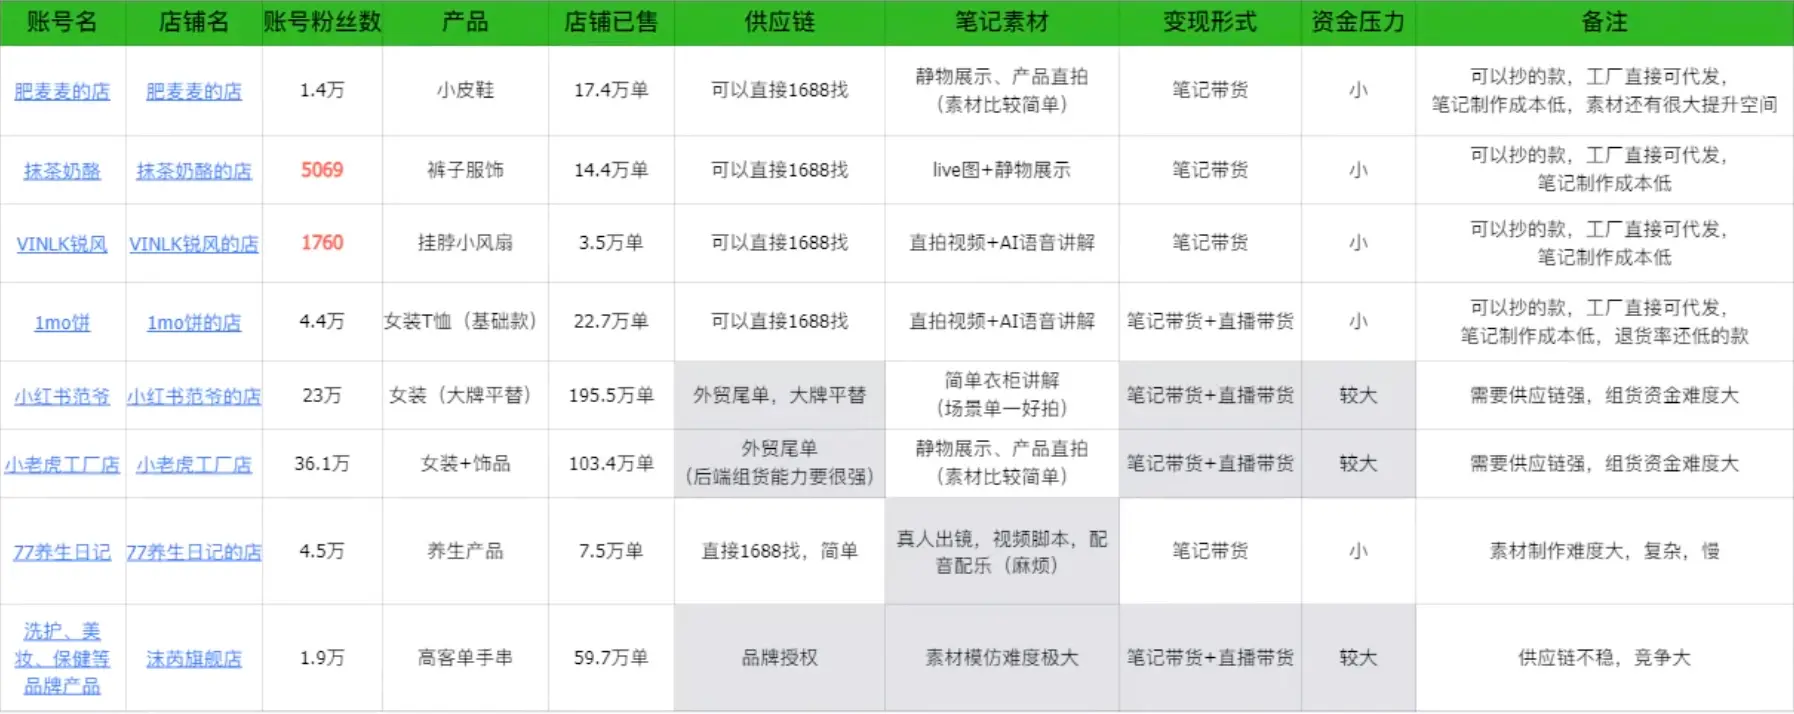 账号名 店铺名 账号粉丝数 产品 店铺已售 供应链 笔记素材 变现形式 资金压力 备注
肥麦麦的店 肥麦麦的店 1.4万 小皮鞋 17.4万单 可以直接1688找 静物展示、产品直拍 笔记带货 小 可以抄的款，工厂直接可代发，
（素材比较简单） 笔记制作成本低，素材还有很大提升空间
抹茶奶酪 抹茶奶酪的店 5069 裤子服饰 14.4万单 可以直接1688找 live图+静物展示 笔记带货 小 可以抄的款，工厂直接可代发，
笔记制作成本低
VINLK锐风 VINLK锐风的店 1760 挂脖小风扇 3.5万单 可以直接1688找 直拍视频+AI语音讲解 笔记带货 小 可以抄的款，工厂直接可代发，
笔记制作成本低
1mo饼 1mo饼的店 4.4万 女装T恤（基础款） 22.7万单 可以直接1688找 直拍视频+AI语音讲解 笔记带货+直播带货 小 可以抄的款，工厂直接可代发，
笔记制作成本低，退货率还低的款
小红书范爷 小红书范爷的店 23万 女装（大牌平替） 195.5万单 外贸尾单，大牌平替 简单衣柜讲解 笔记带货+直播带货 较大 需要供应链强，组货资金难度大
（场景单一好拍）
小老虎工厂店 小老虎工厂店 36.1万 女装+饰品 103.4万单 外贸尾单 静物展示、产品直拍 笔记带货+直播带货 较大 需要供应链强，组货资金难度大
（后端组货能力要很强） （素材比较简单）
77养生日记 77养生日记的店 4.5万 养生产品 7.5万单 直接1688找，简单 真人出镜，视频脚本，配 笔记带货 小 素材制作难度大，复杂，慢
音配乐（麻烦）
洗护、美
妆、保健等 沫芮旗舰店 1.9万 高客单手串 59.7万单 品牌授权 素材模仿难度极大 笔记带货+直播带货 较大 供应链不稳，竞争大
品牌产品